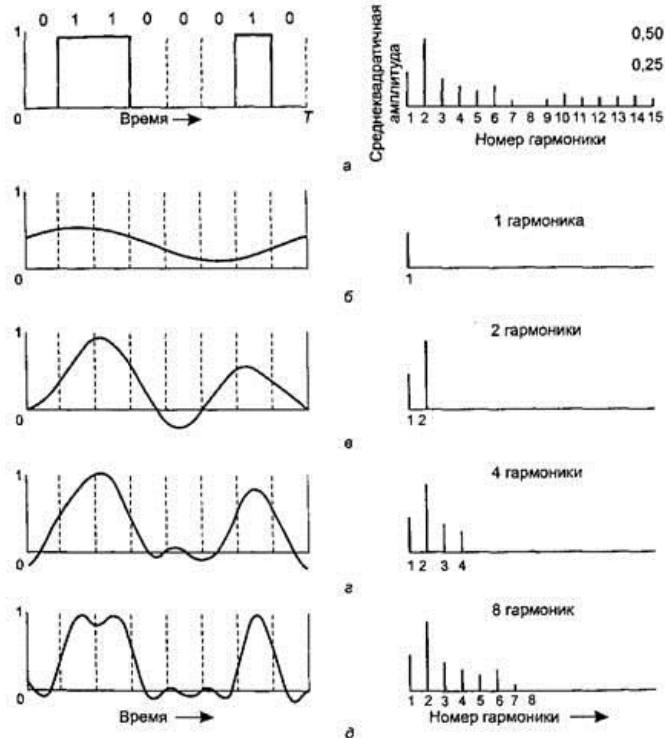 0 1 1 0 0 0 1 0
1
0
Время
T
Среднеквадратичная
амплитуда
0,50
0,25
1 2 3 4 5 6 7 8 9 10 11 12 13 14 15
Номер гармоники
а
1
0
1 гармоника
1
б
1
0
2 гармоники
1 2
в
1
0
4 гармоники
1 2 3 4
г
1
0
Время
8 гармоник
1 2 3 4 5 6 7 8
Номер гармоники
д